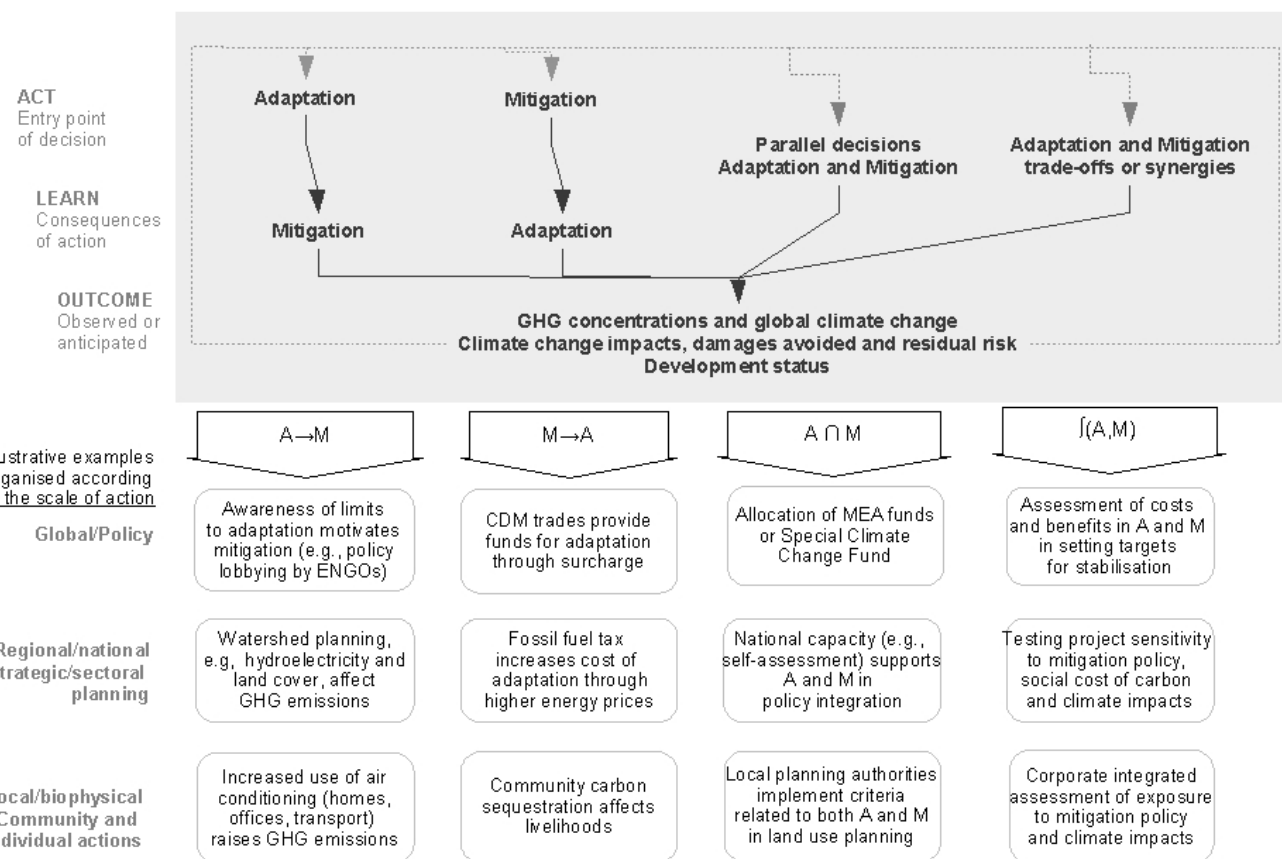 ACT
Entry point
of decision
Adaptation
Mitigation
Parallel decisions
Adaptation and Mitigation
Adaptation and Mitigation
trade-offs or synergies
LEARN
Consequences
of action
Mitigation
Adaptation
OUTCOME
Observed or
anticipated
GHG concentrations and global climate change
Climate change impacts, damages avoided and residual risk
Development status
A→M
M→A
A ∩ M
∫(A,M)
ustrative examples
ganised according
the scale of action
Global/Policy
Awareness of limits
to adaptation motivates
mitigation (e.g., policy
lobbying by ENGOs)
CDM trades provide
funds for adaptation
through surcharge
Allocation of MEA funds
or Special Climate
Change Fund
Assessment of costs
and benefits in A and M
in setting targets
for stabilisation
Regional/national
trategic/sectoral
planning
Watershed planning,
e.g, hydroelectricity and
land cover, affect
GHG emissions
Fossil fuel tax
increases cost of
adaptation through
higher energy prices
National capacity (e.g.,
self-assessment) supports
A and M in
policy integration
Testing project sensitivity
to mitigation policy,
social cost of carbon
and climate impacts
ocal/biophysical
Community and
dividual actions
Increased use of air
conditioning (homes,
offices, transport)
raises GHG emissions
Community carbon
sequestration affects
livelihoods
Local planning authorities
implement criteria
related to both A and M
in land use planning
Corporate integrated
assessment of exposure
to mitigation policy
and climate impacts